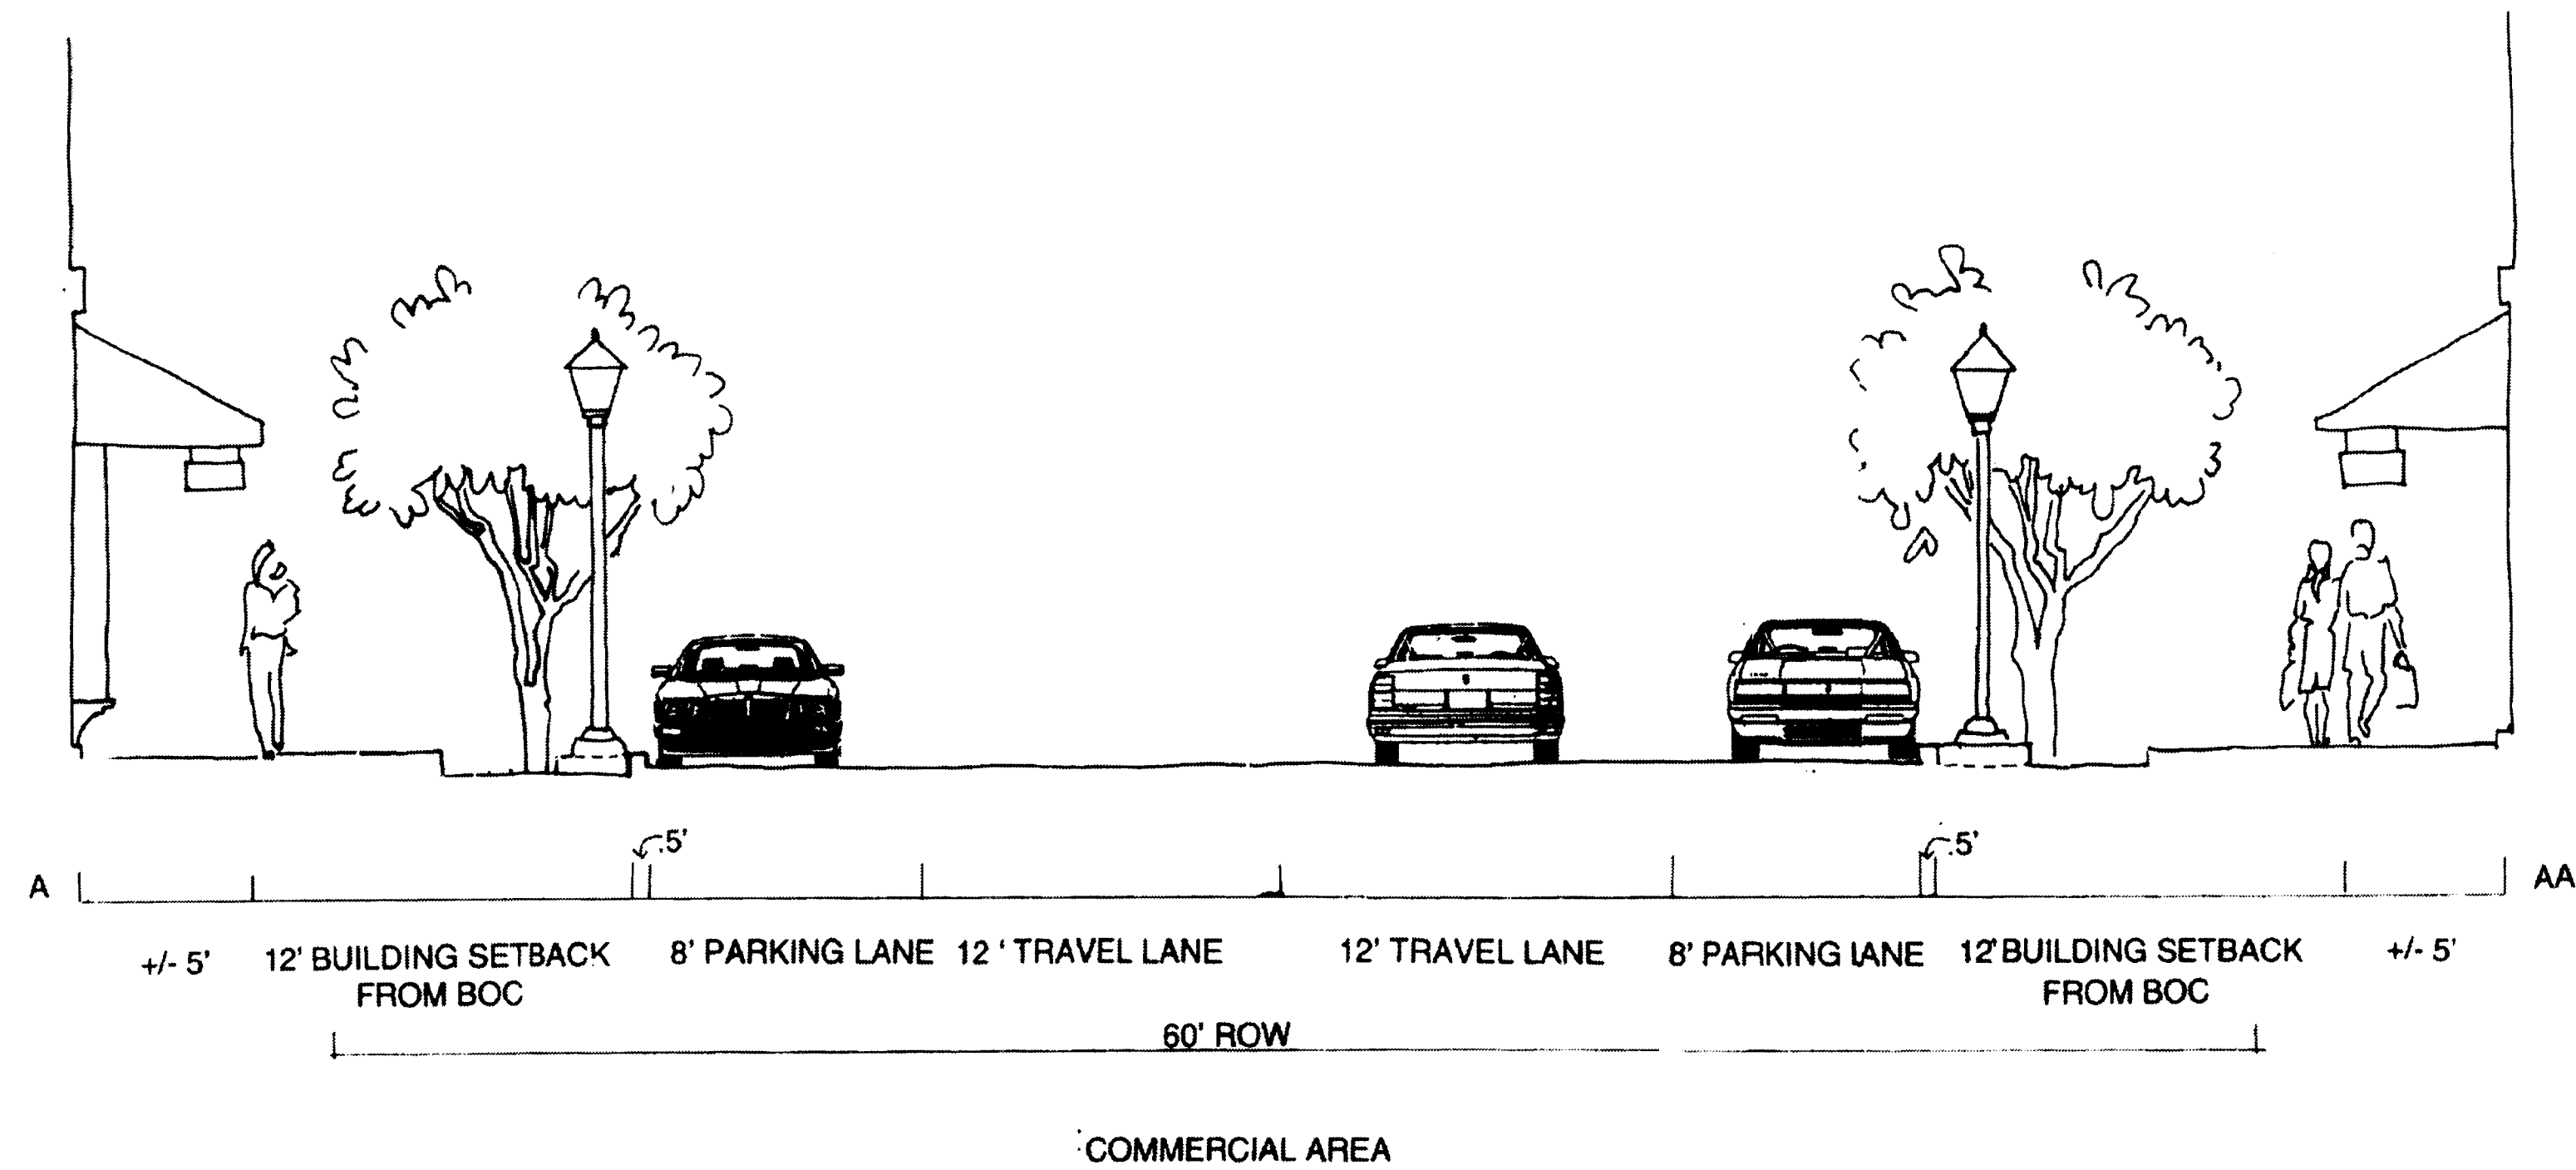 .5' .5'
A AA
+/- 5' 12' BUILDING SETBACK 8' PARKING LANE 12 ' TRAVEL LANE 12' TRAVEL LANE 8' PARKING LANE 12' BUILDING SETBACK +/- 5'
FROM BOC FROM BOC
60' ROW
COMMERCIAL AREA